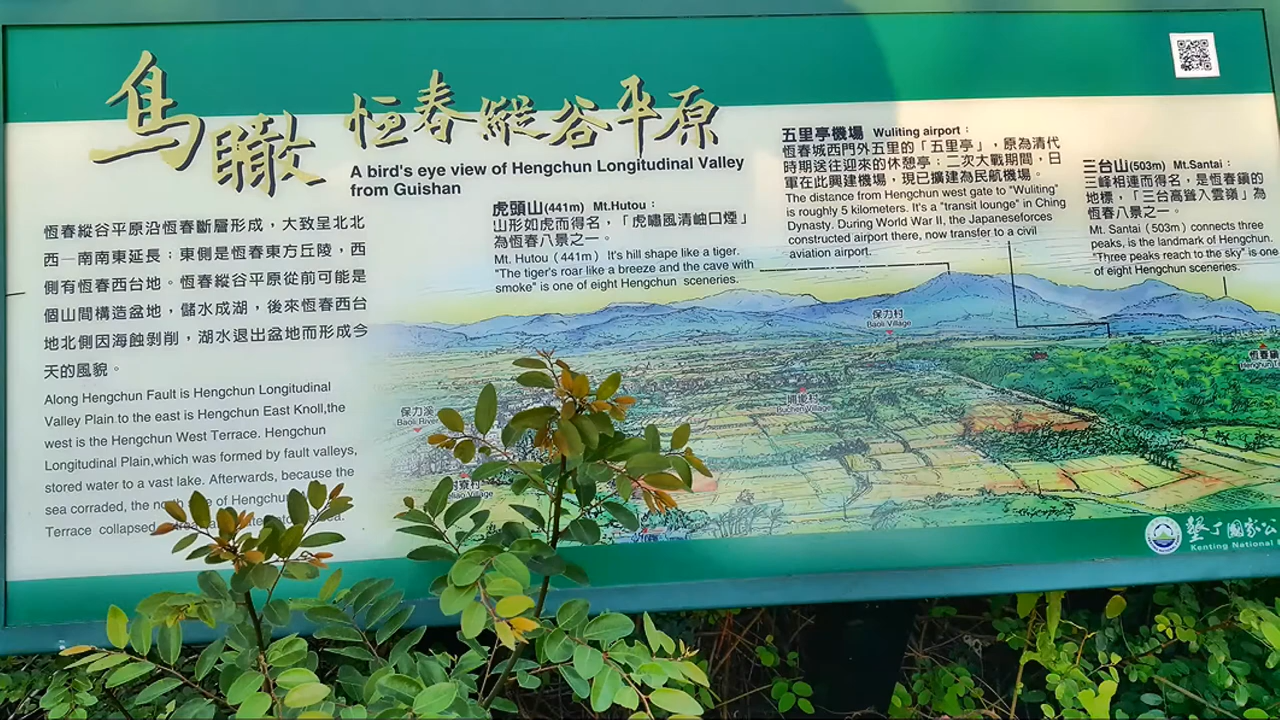 鳥瞰 恆春縱谷平原
A bird's eye view of Hengchun Longitudinal Valley
from Guishan
恆春縱谷平原沿恆春斷層形成，大致呈北北
西—南南東延長；東側是恆春東方丘陵，西
側有恆春西台地。恆春縱谷平原從前可能是
個山間構造盆地，儲水成湖，後來恆春西台
地北側因海蝕剝削，湖水退出盆地而形成今
天的風貌。
Along Hengchun Fault is Hengchun Longitudinal
Valley Plain to the east is Hengchun East Knoll,the
west is the Hengchun West Terrace. Hengchun
Longitudinal Plain,which was formed by fault valleys,
stored water to a vast lake. Afterwards, because the
sea corraded, the of Hengchun
Terrace collapsed
虎頭山(441m) Mt.Hutou：
山形如虎而得名，「虎嘯風清岫口煙」
為恆春八景之一。
Mt. Hutou（441m）It's hill shape like a tiger.
"The tiger's roar like a breeze and the cave with
smoke" is one of eight Hengchun sceneries.
五里亭機場 Wuliting airport：
恆春城西門外五里的「五里亭」，原為清代
時期送往迎來的休憩亭；二次大戰期間，日
軍在此興建機場，現已擴建為民航機場。
The distance from Hengchun west gate to "Wuliting"
is roughly 5 kilometers. It's a "transit lounge" in Ching
Dynasty. During World War II, the Japaneseforces
constructed airport there, now transfer to a civil
aviation airport.
三台山(503m) Mt.Santai：
三峰相連而得名，是恆春鎮的
地標，「三台高聳入雲嶺」為
恆春八景之一。
Mt. Santai（503m）connects three
peaks, is the landmark of Hengchun.
"Three peaks reach to the sky" is one
of eight Hengchun sceneries.
保力村
Baoli Village
保力溪
Baoli River
Village
寮村
Village
恆春鎮
Hengchun
墾丁國家公
Kenting National